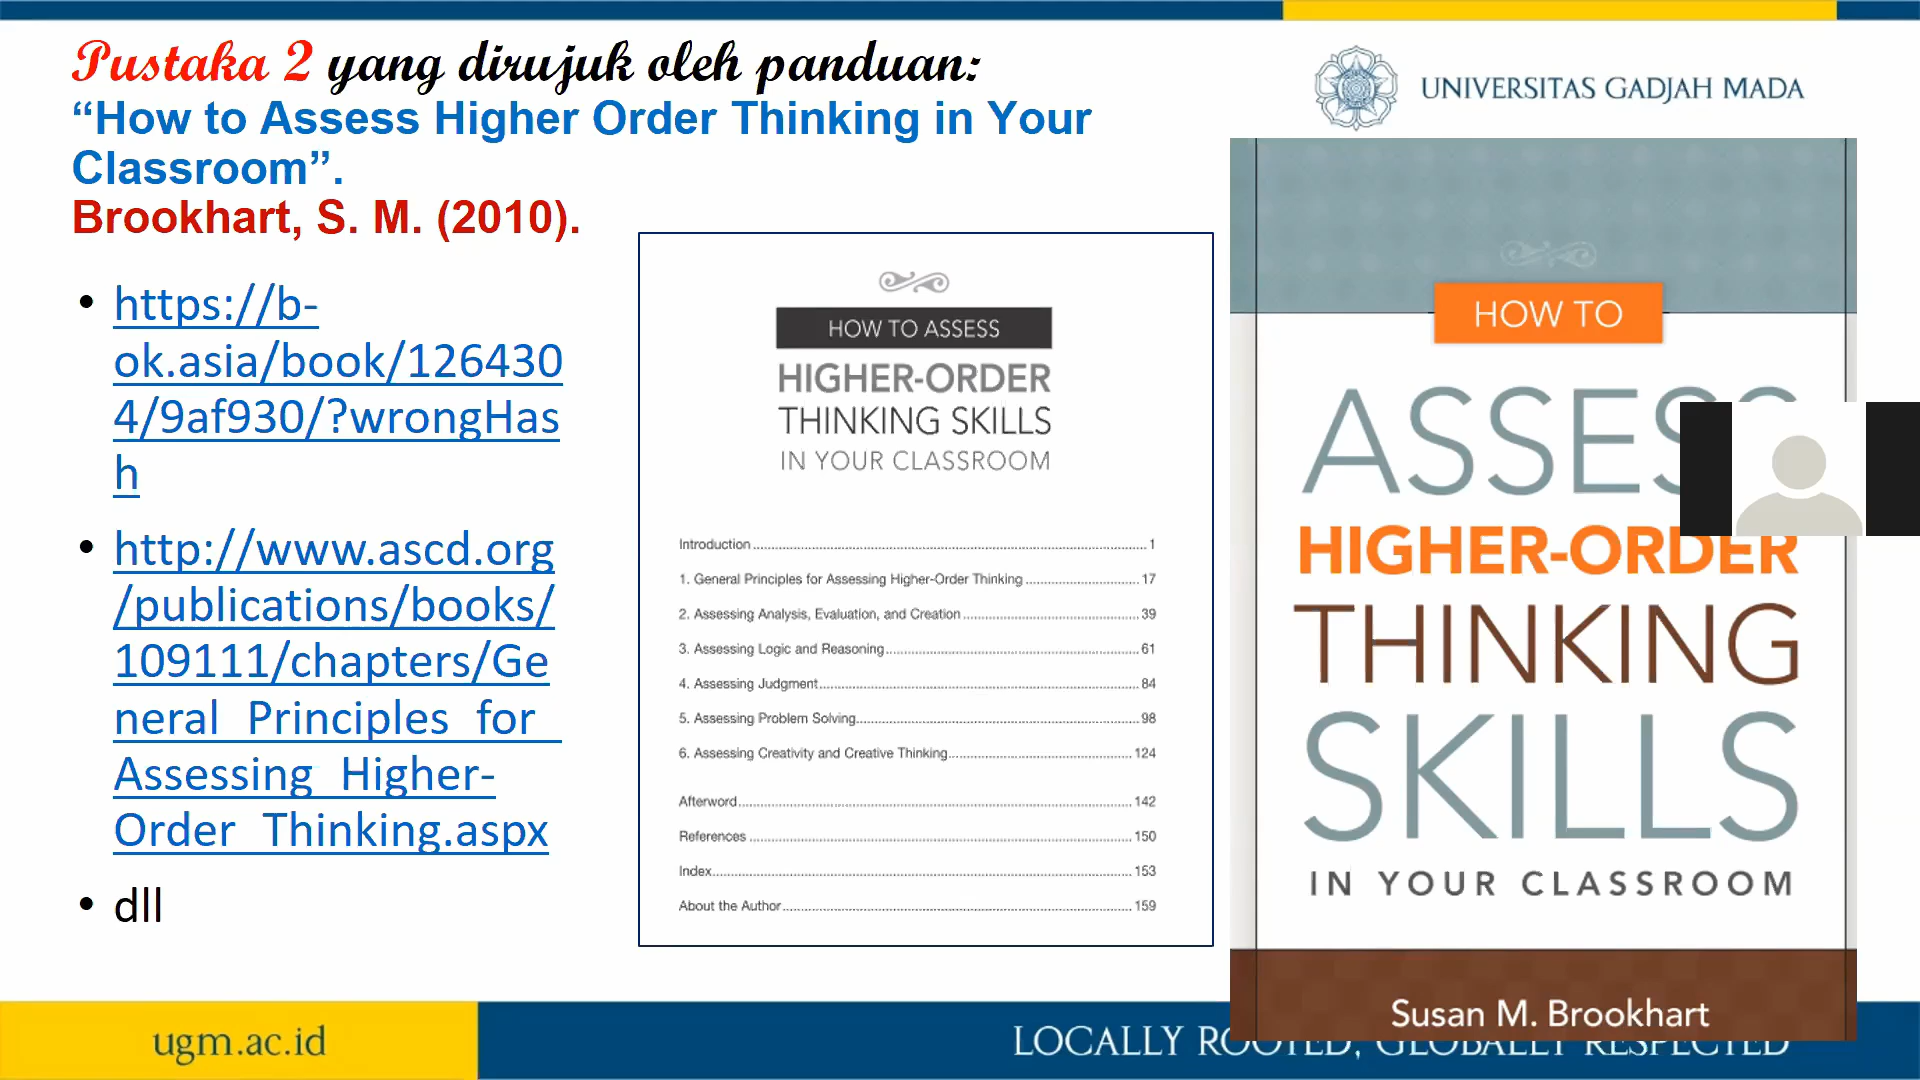 Pustaka 2 yang dirujuk oleh panduan:
“How to Assess Higher Order Thinking in Your
Classroom”.
Brookhart, S. M. (2010).
UNIVERSITAS GADJAH MADA
• https://b-
ok.asia/book/126430
4/9af930/?wrongHas
h
• http://www.ascd.org
/publications/books/
109111/chapters/Ge
neral_Principles_for_
Assessing_Higher-
Order_Thinking.aspx
• dll
HOW TO ASSESS
HIGHER-ORDER
THINKING SKILLS
IN YOUR CLASSROOM
Introduction 1
1. General Principles for Assessing Higher-Order Thinking 17
2. Assessing Analysis, Evaluation, and Creation 39
3. Assessing Logic and Reasoning 61
4. Assessing Judgment 84
5. Assessing Problem Solving 98
6. Assessing Creativity and Creative Thinking 124
Afterword 142
References 150
Index 153
About the Author 159
HOW TO
ASSESS
HIGHER-ORDER
THINKING
SKILLS
IN YOUR CLASSROOM
Susan M. Brookhart
ugm.ac.id
LOCALLY ROOTED, GLOBALLY RESPECTED